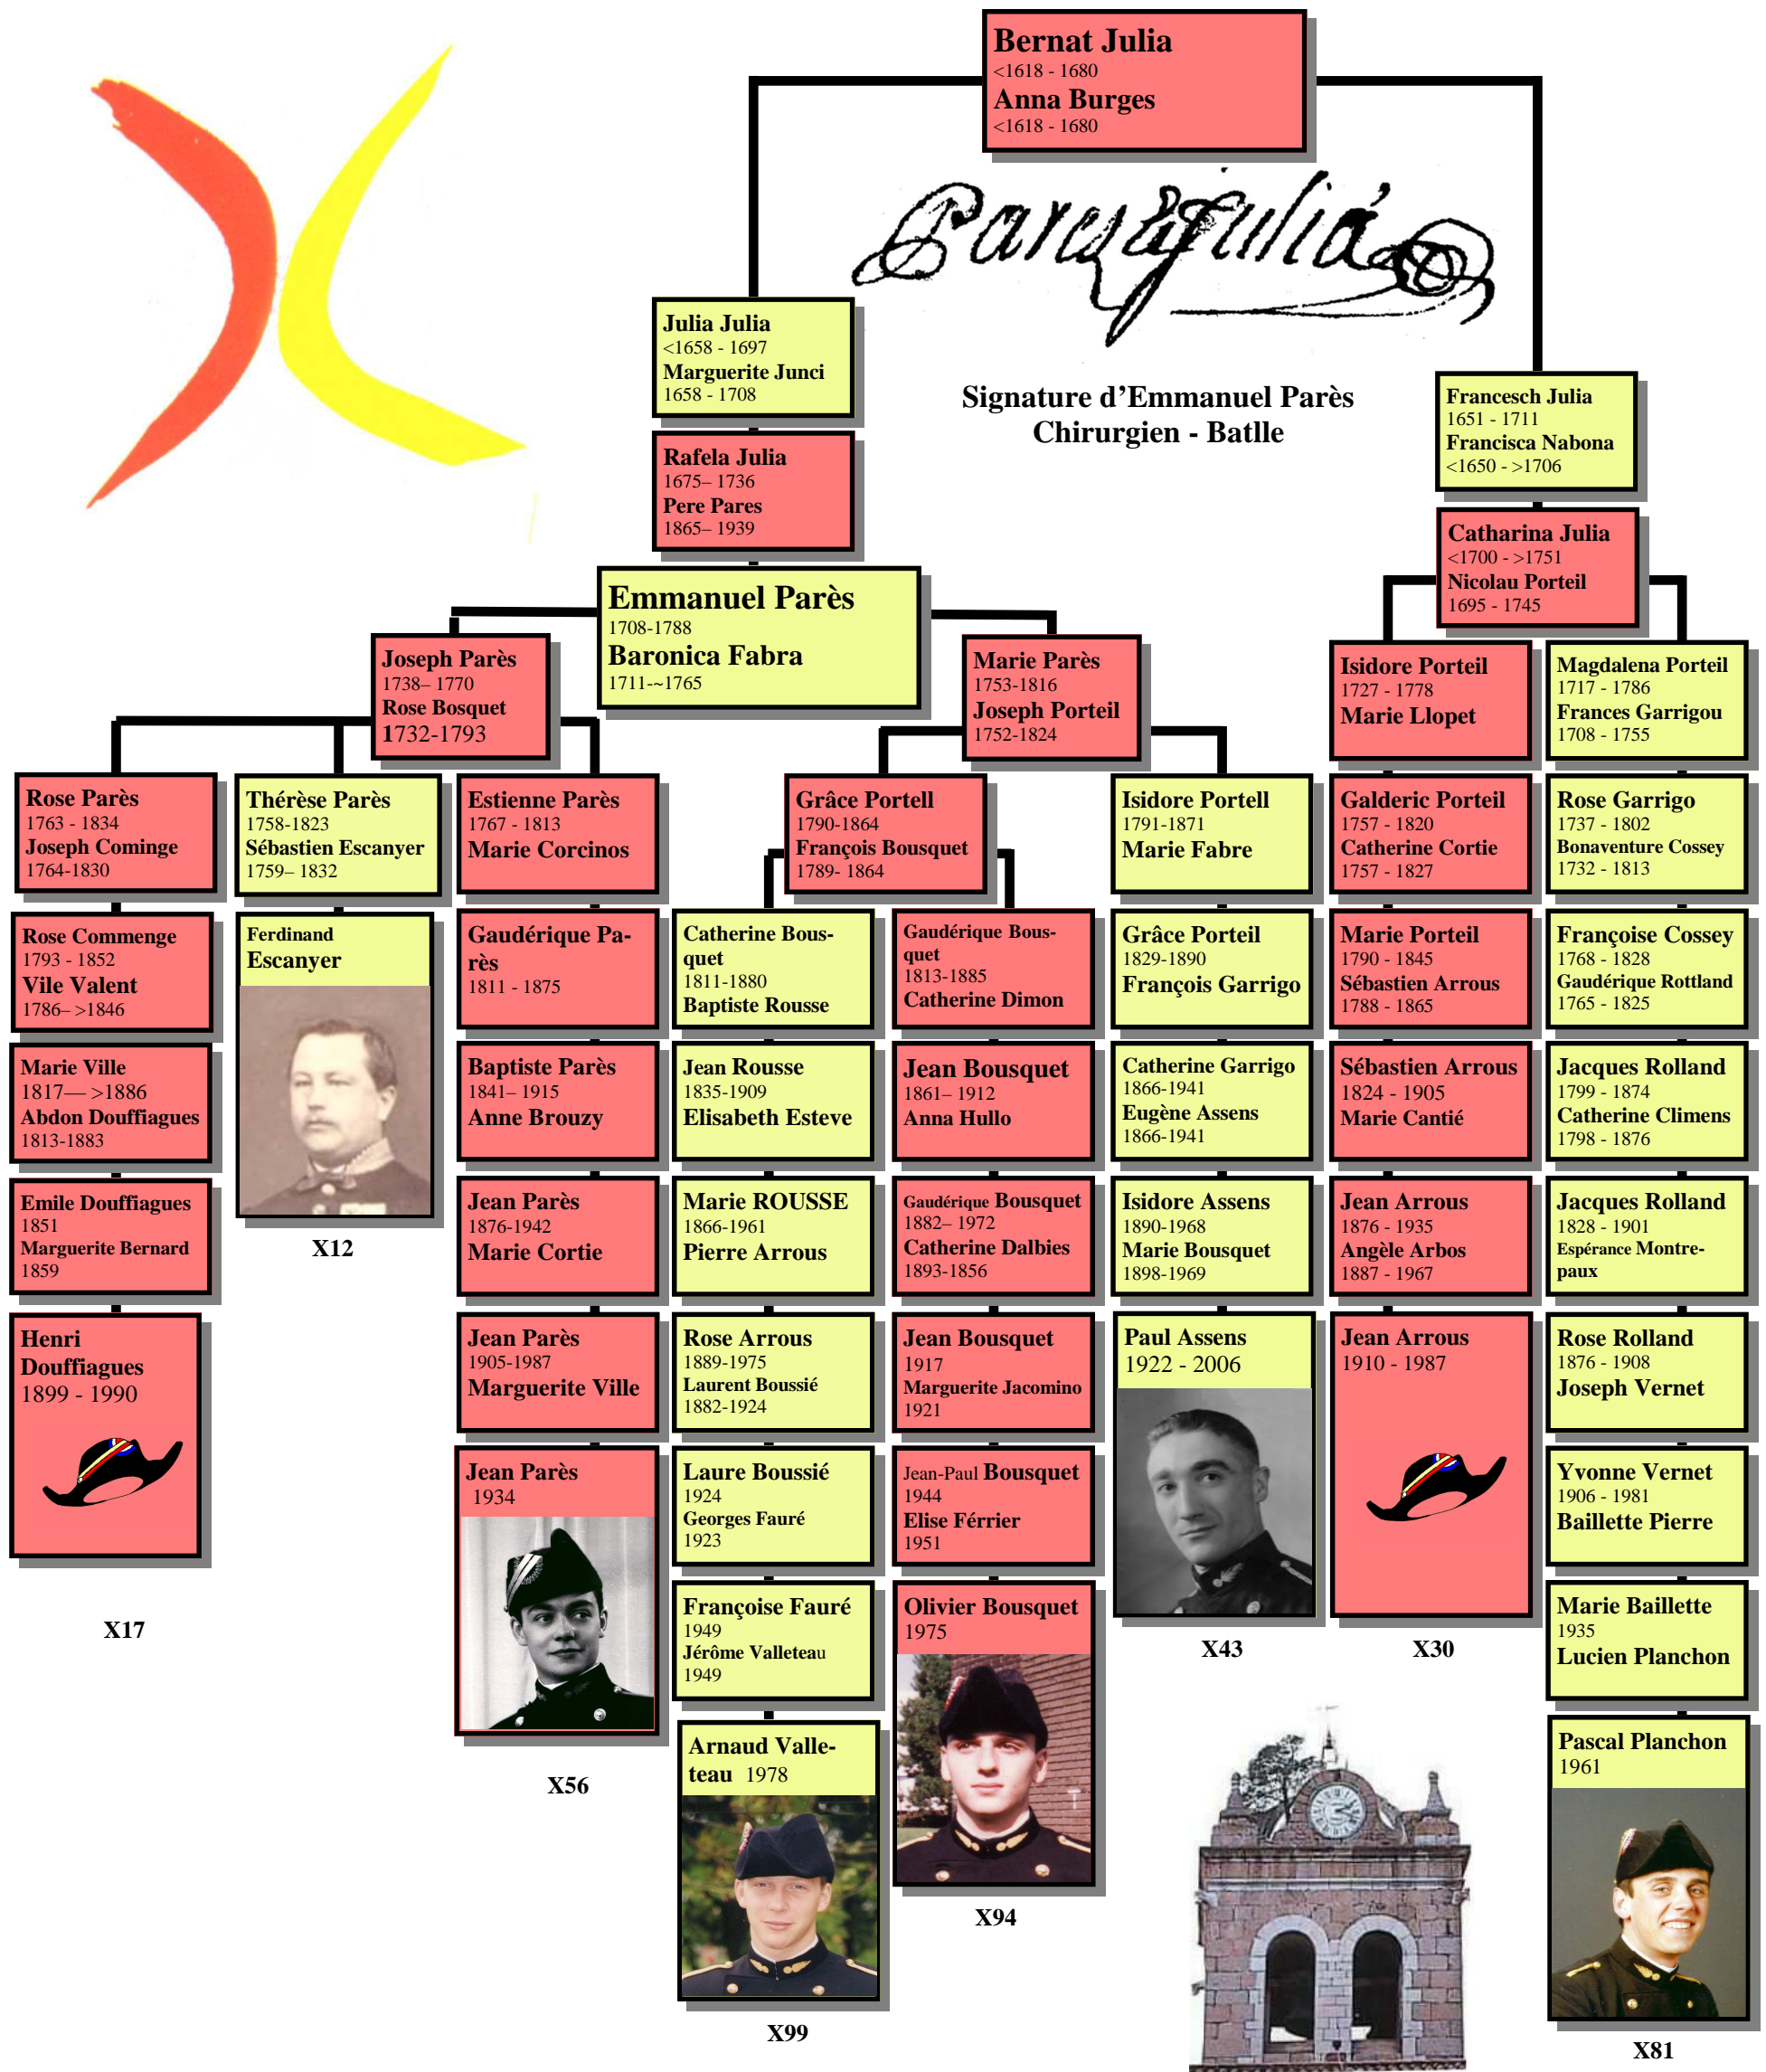 Bernat Julia
<1618 - 1680
Anna Burges
<1618 - 1680
Pares y Juliá
Signature d’Emmanuel Parès
Chirurgien - Batlle
Julia Julia
<1658 - 1697
Marguerite Junci
1658 - 1708
Francesch Julia
1651 - 1711
Francisca Nabona
<1650 - >1706
Rafela Julia
1675– 1736
Pere Pares
1865– 1939
Catharina Julia
<1700 - >1751
Nicolau Porteil
1695 - 1745
Emmanuel Parès
1708-1788
Baronica Fabra
1711-~1765
Joseph Parès
1738– 1770
Rose Bosquet
1732-1793
Marie Parès
1753-1816
Joseph Porteil
1752-1824
Isidore Porteil
1727 - 1778
Marie Llopet
Magdalena Porteil
1717 - 1786
Frances Garrigou
1708 - 1755
Rose Parès
1763 - 1834
Joseph Cominge
1764-1830
Thérèse Parès
1758-1823
Sébastien Escanyer
1759– 1832
Estienne Parès
1767 - 1813
Marie Corcinos
Grâce Portell
1790-1864
François Bousquet
1789- 1864
Isidore Portell
1791-1871
Marie Fabre
Galderic Porteil
1757 - 1820
Catherine Cortie
1757 - 1827
Rose Garrigo
1737 - 1802
Bonaventure Cossey
1732 - 1813
Rose Commenge
1793 - 1852
Vile Valent
1786– >1846
Ferdinand
Escanyer
X12
Gaudérique Pa-
rès
1811 - 1875
Catherine Bous-
quet
1811-1880
Baptiste Rousse
Gaudérique Bous-
quet
1813-1885
Catherine Dimon
Grâce Porteil
1829-1890
François Garrigo
Marie Porteil
1790 - 1845
Sébastien Arrous
1788 - 1865
Françoise Cossey
1768 - 1828
Gaudérique Rottland
1765 - 1825
Marie Ville
1817— >1886
Abdon Douffiagues
1813-1883
Baptiste Parès
1841– 1915
Anne Brouzy
Jean Rousse
1835-1909
Elisabeth Esteve
Jean Bousquet
1861– 1912
Anna Hullo
Catherine Garrigo
1866-1941
Eugène Assens
1866-1941
Sébastien Arrous
1824 - 1905
Marie Cantié
Jacques Rolland
1799 - 1874
Catherine Climens
1798 - 1876
Emile Douffiagues
1851
Marguerite Bernard
1859
Jean Parès
1876-1942
Marie Cortie
Marie ROUSSE
1866-1961
Pierre Arrous
Gaudérique Bousquet
1882– 1972
Catherine Dalbies
1893-1856
Isidore Assens
1890-1968
Marie Bousquet
1898-1969
Jean Arrous
1876 - 1935
Angèle Arbos
1887 - 1967
Jacques Rolland
1828 - 1901
Espérance Montre-
paux
Henri
Douffiagues
1899 - 1990
X17
Jean Parès
1905-1987
Marguerite Ville
Rose Arrous
1889-1975
Laurent Boussié
1882-1924
Jean Bousquet
1917
Marguerite Jacomino
1921
Paul Assens
1922 - 2006
X43
Jean Arrous
1910 - 1987
X30
Rose Rolland
1876 - 1908
Joseph Vernet
Jean Parès
1934
X56
Laure Boussié
1924
Georges Fauré
1923
Jean-Paul Bousquet
1944
Elise Férrier
1951
Yvonne Vernet
1906 - 1981
Baillette Pierre
Françoise Fauré
1949
Jérôme Valleteau
1949
Olivier Bousquet
1975
X94
Marie Baillette
1935
Lucien Planchon
Arnaud Valle-
teau 1978
X99
Pascal Planchon
1961
X81